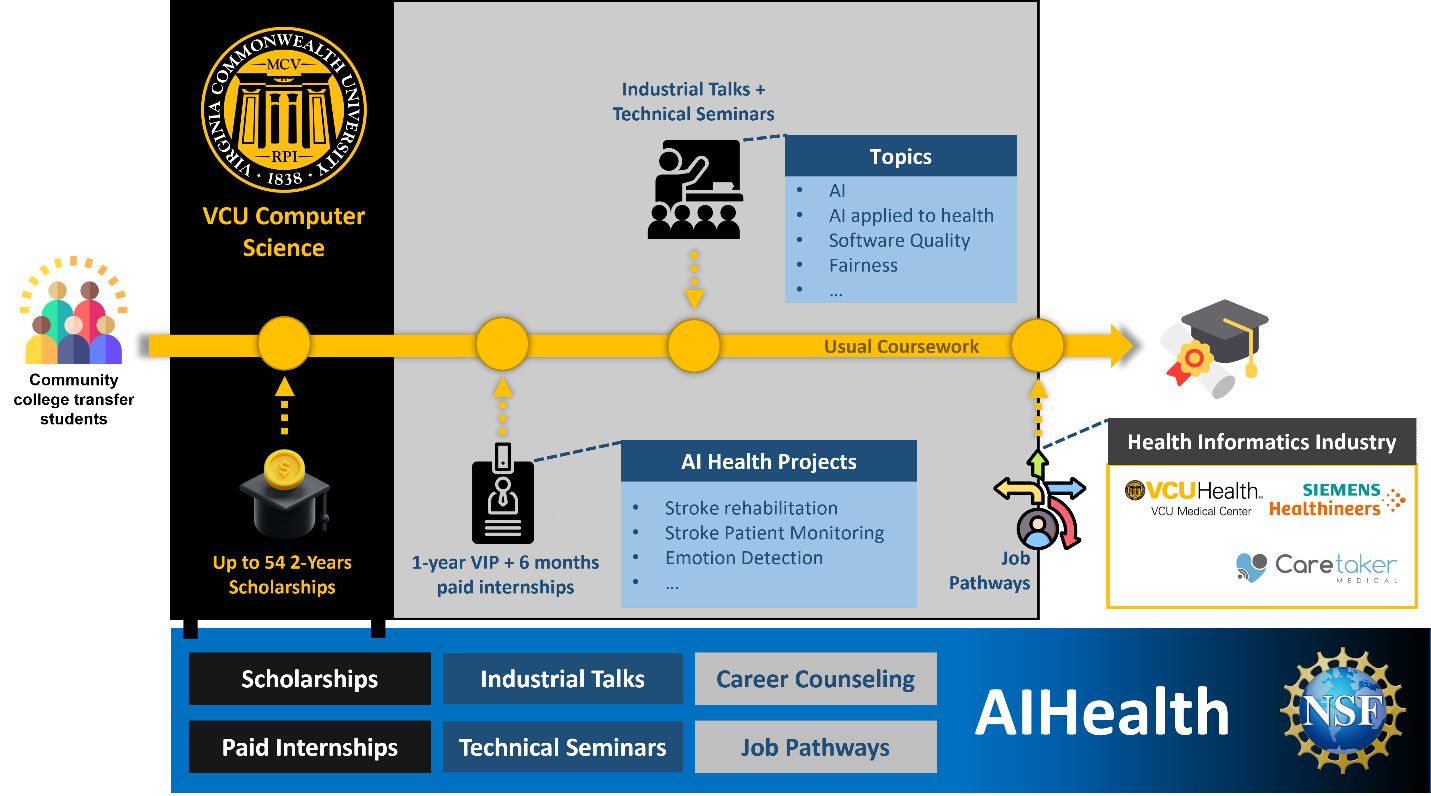 VIRGINIA COMMONWEALTH UNIVERSITY
MCV
RPI
1838
VCU Computer
Science
Industrial Talks +
Technical Seminars
Topics
• AI
• AI applied to health
• Software Quality
• Fairness
• ...
Community
college transfer
students
Usual Coursework
Up to 54 2-Years
Scholarships
1-year VIP + 6 months
paid internships
AI Health Projects
• Stroke rehabilitation
• Stroke Patient Monitoring
• Emotion Detection
• ...
Job
Pathways
Health Informatics Industry
VCUHealth™
VCU Medical Center
SIEMENS
Healthineers
Caretaker
MEDICAL
Scholarships
Industrial Talks
Career Counseling
Paid Internships
Technical Seminars
Job Pathways
AIHealth
NSF